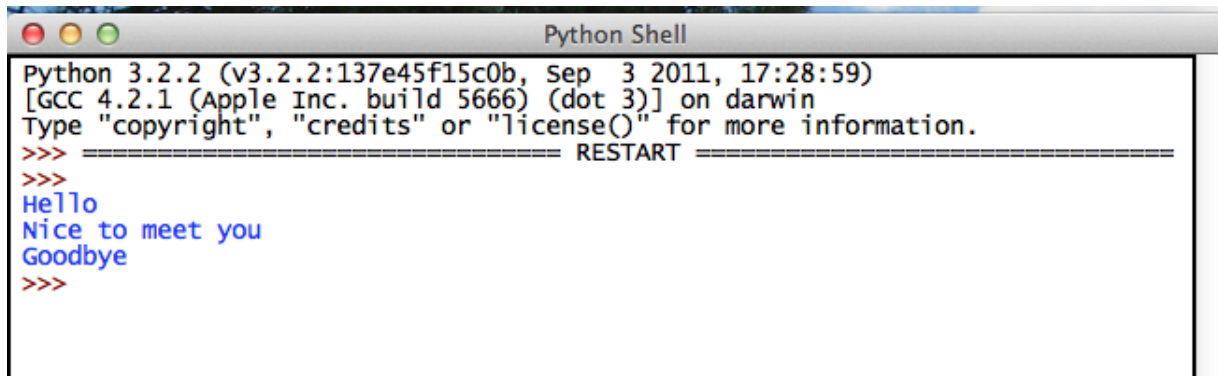 Python Shell
Python 3.2.2 (v3.2.2:137e45f15c0b, Sep  3 2011, 17:28:59)
[GCC 4.2.1 (Apple Inc. build 5666) (dot 3)] on darwin
Type "copyright", "credits" or "license()" for more information.
>>> ================================ RESTART ================================
>>>
Hello
Nice to meet you
Goodbye
>>>